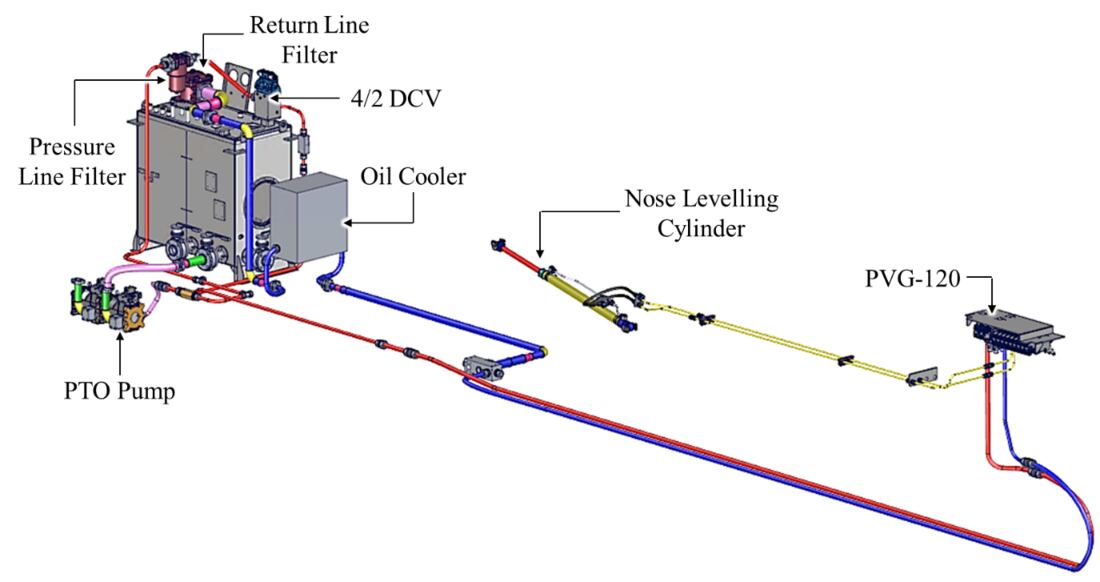 Return Line
Filter
4/2 DCV
Pressure
Line Filter
Oil Cooler
Nose Levelling
Cylinder
PVG-120
PTO Pump